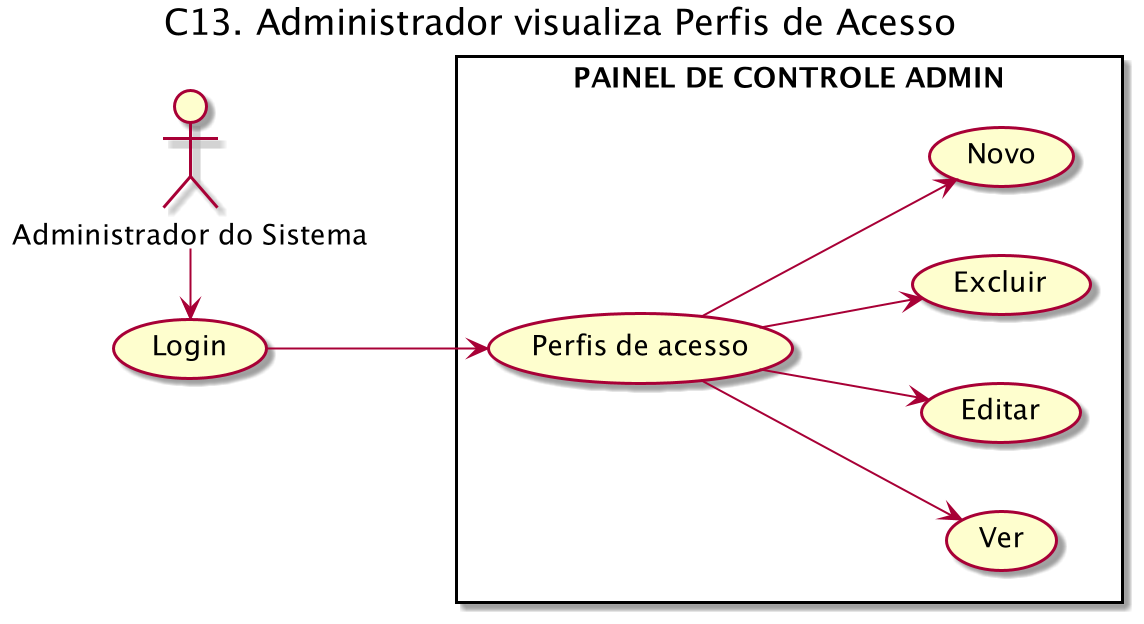 C13. Administrador visualiza Perfis de Acesso
PAINEL DE CONTROLE ADMIN
Administrador do Sistema
Login
Perfis de acesso
Novo
Excluir
Editar
Ver